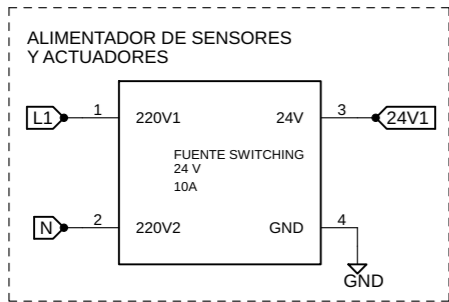 ALIMENTADOR DE SENSORES
Y ACTUADORES
L1 1 220V1 24V 3 24V1
FUENTE SWITCHING
24 V
10A
N 2 220V2 GND 4
GND